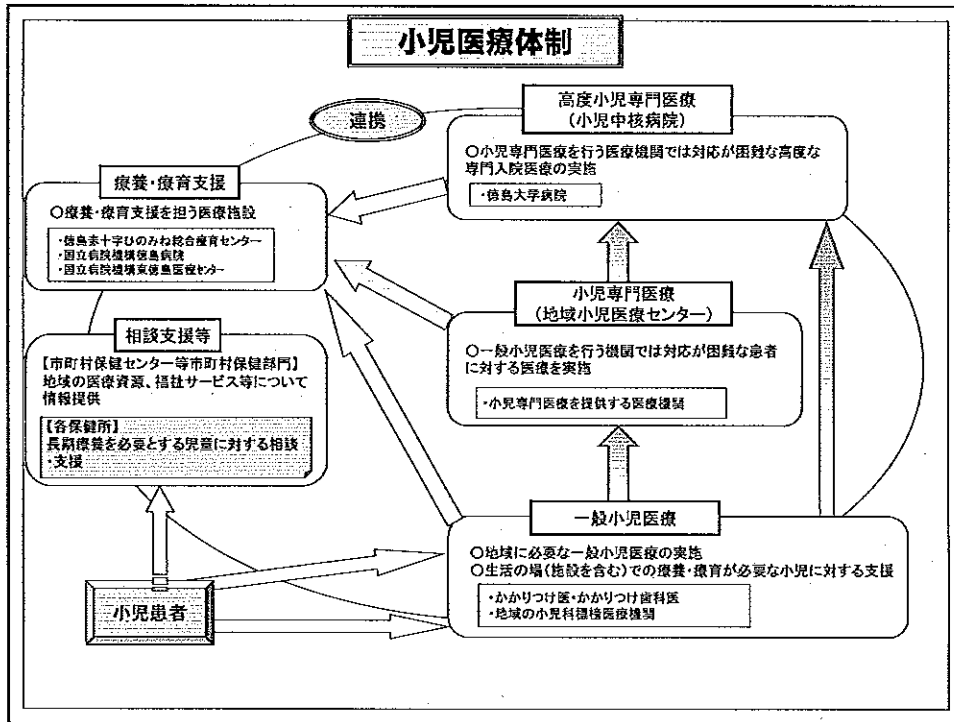 小児医療体制
連携
高度小児専門医療
(小児中核病院)
○小児専門医療を行う医療機関では対応が困難な高度な
専門入院医療の実施
・徳島大学病院
療養・療育支援
○療養・療育支援を担う医療施設
・徳島赤十字ひのみね総合療育センター
・国立病院機構徳島病院
・国立病院機構東徳島医療センター
小児専門医療
(地域小児医療センター)
○一般小児医療を行う機関では対応が困難な患者
に対する医療を実施
・小児専門医療を提供する医療機関
相談支援等
【市町村保健センター等市町村保健部門】
地域の医療資源、福祉サービス等について
情報提供
【各保健所】
長期療養を必要とする児童に対する相談
・支援
一般小児医療
○地域に必要な一般小児医療の実施
○生活の場(施設を含む)での療養・療育が必要な小児に対する支援
・かかりつけ医・かかりつけ歯科医
・地域の小児科標榜医療機関
小児患者